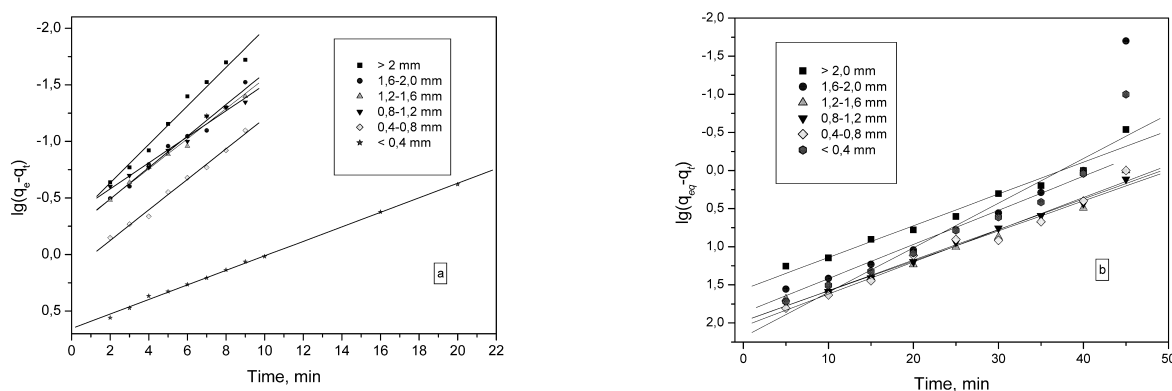 -2,0
-1,5
-1,0
-0,5
0,0
0,5
lg(qe-qt)
> 2 mm
1,6-2,0 mm
1,2-1,6 mm
0,8-1,2 mm
0,4-0,8 mm
< 0,4 mm
a
0 2 4 6 8 10 12 14 16 18 20 22
Time, min
-2,0
-1,5
-1,0
-0,5
0,0
0,5
1,0
1,5
2,0
lg(qeq-qt)
> 2,0 mm
1,6-2,0 mm
1,2-1,6 mm
0,8-1,2 mm
0,4-0,8 mm
< 0,4 mm
b
0 10 20 30 40 50
Time, min